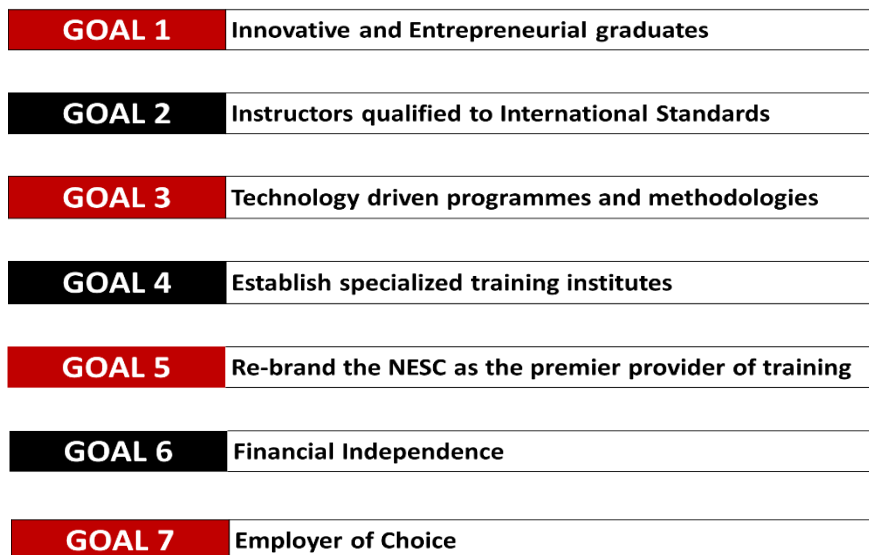 GOAL 1 Innovative and Entrepreneurial graduates
GOAL 2 Instructors qualified to International Standards
GOAL 3 Technology driven programmes and methodologies
GOAL 4 Establish specialized training institutes
GOAL 5 Re-brand the NESC as the premier provider of training
GOAL 6 Financial Independence
GOAL 7 Employer of Choice